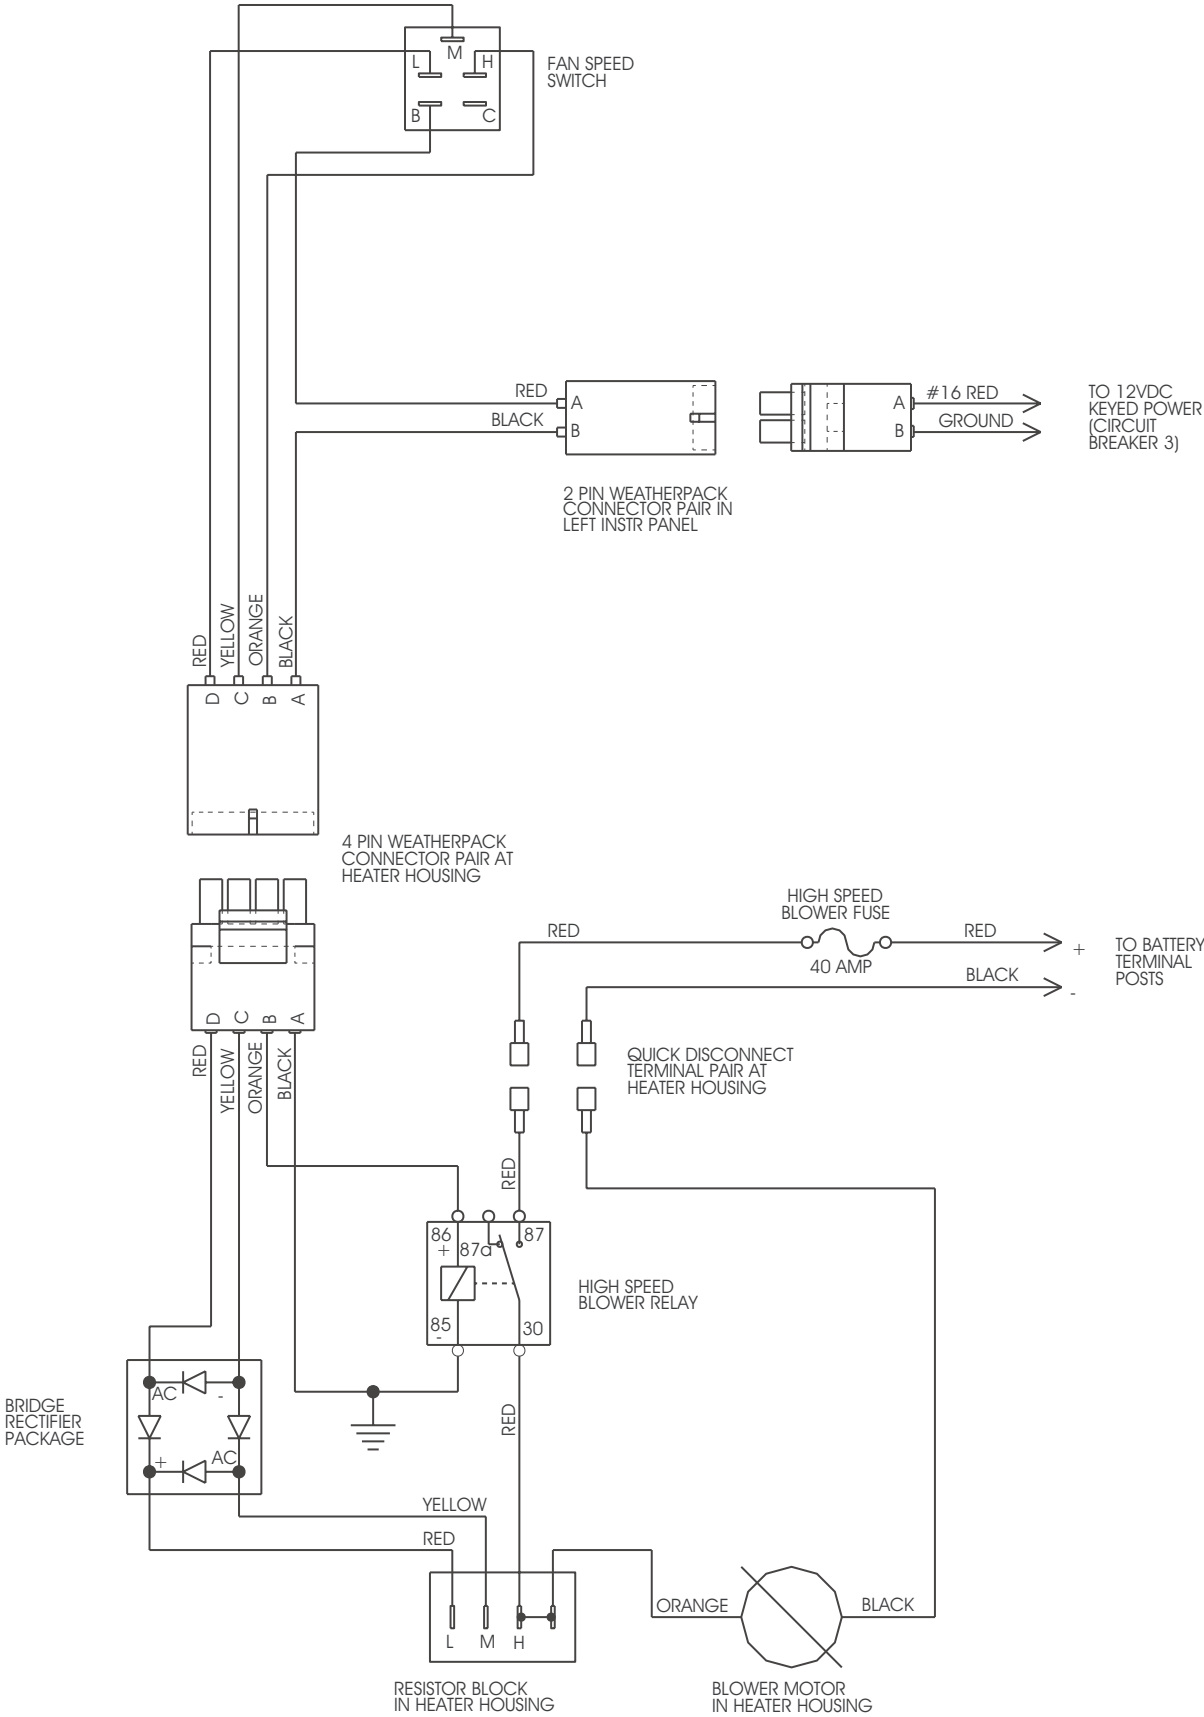 M
L
H
FAN SPEED
SWITCH
B
C
RED
A
BLACK
B
A
#16 RED
B
GROUND
TO 12VDC
KEYED POWER
(CIRCUIT
BREAKER 3)
2 PIN WEATHERPACK
CONNECTOR PAIR IN
LEFT INSTR PANEL
RED
YELLOW
ORANGE
BLACK
D
C
B
A
4 PIN WEATHERPACK
CONNECTOR PAIR AT
HEATER HOUSING
D
C
B
A
RED
YELLOW
ORANGE
BLACK
HIGH SPEED
BLOWER FUSE
RED
RED
40 AMP
+
BLACK
-
TO BATTERY
TERMINAL
POSTS
QUICK DISCONNECT
TERMINAL PAIR AT
HEATER HOUSING
RED
86
+
87a
87
85
-
30
HIGH SPEED
BLOWER RELAY
RED
BRIDGE
RECTIFIER
PACKAGE
AC
-
+
AC
YELLOW
RED
L
M
H
ORANGE
BLACK
RESISTOR BLOCK
IN HEATER HOUSING
BLOWER MOTOR
IN HEATER HOUSING